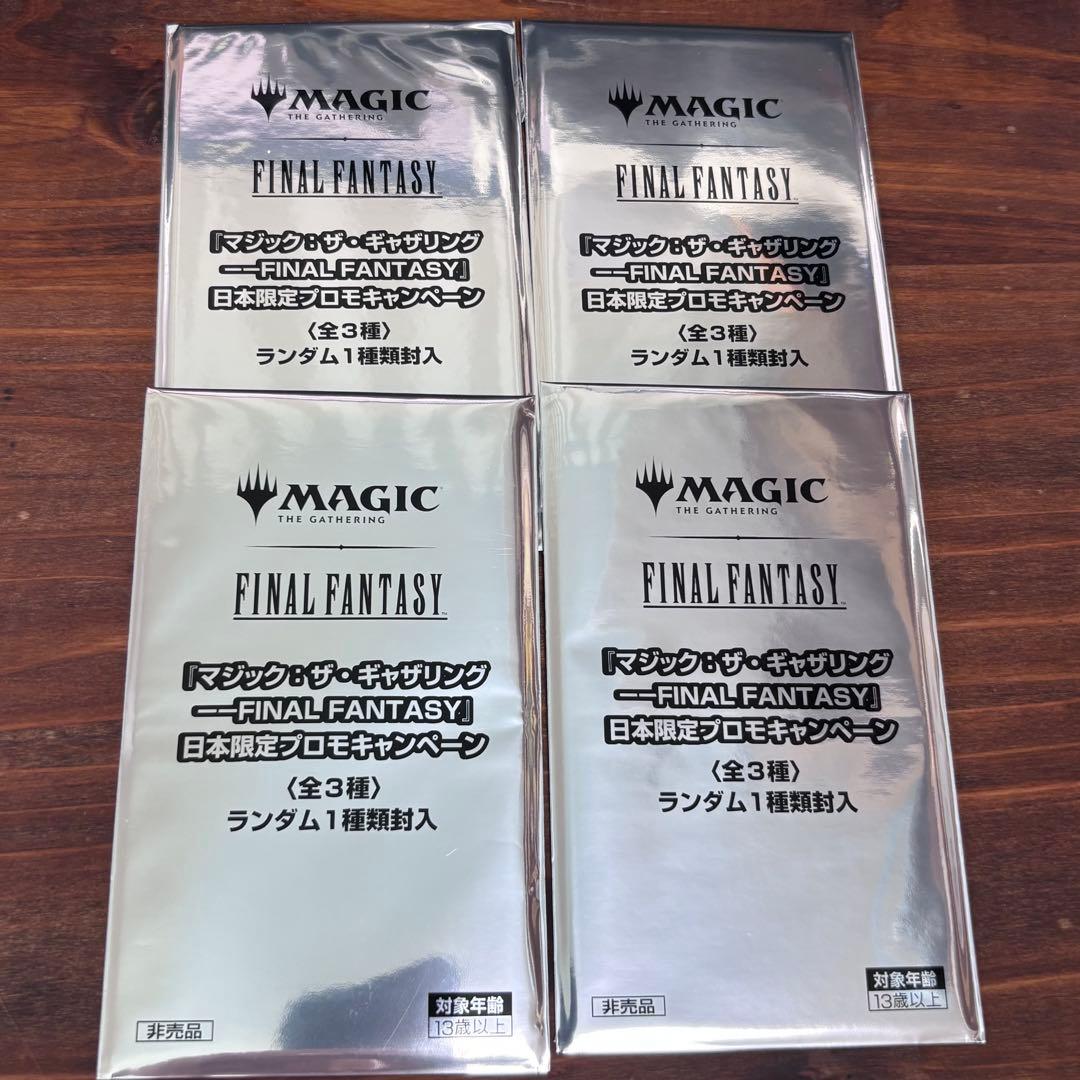 MAGIC
THE GATHERING
FINAL FANTASY
『マジック：ザ・ギャザリング
——FINAL FANTASY』
日本限定プロモキャンペーン
〈全3種〉
ランダム1種類封入
MAGIC
THE GATHERING
FINAL FANTASY
『マジック：ザ・ギャザリング
——FINAL FANTASY』
日本限定プロモキャンペーン
〈全3種〉
ランダム1種類封入
MAGIC
THE GATHERING
FINAL FANTASY
『マジック：ザ・ギャザリング
——FINAL FANTASY』
日本限定プロモキャンペーン
〈全3種〉
ランダム1種類封入
非売品
対象年齢
13歳以上
MAGIC
THE GATHERING
FINAL FANTASY
『マジック：ザ・ギャザリング
——FINAL FANTASY』
日本限定プロモキャンペーン
〈全3種〉
ランダム1種類封入
非売品
対象年齢
13歳以上